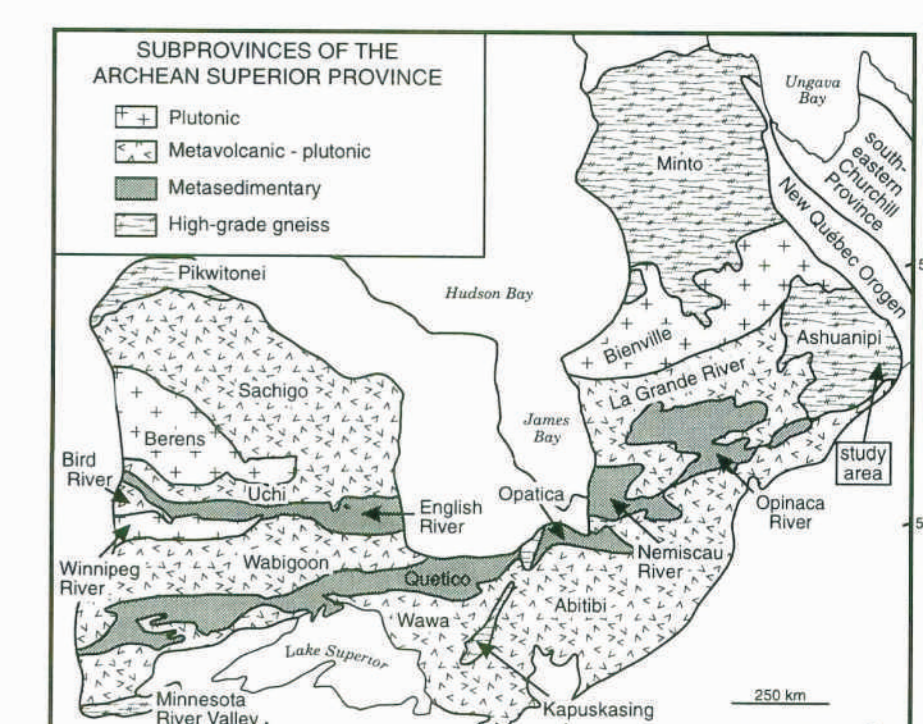 SUBPROVINCES OF THE
ARCHEAN SUPERIOR PROVINCE
Plutonic
Metavolcanic - plutonic
Metasedimentary
High-grade gneiss
Ungava
Bay
south-
eastern
Churchill
Province
Minto
New Québec Orogen
Pikwitonei
Hudson Bay
Bienville
Ashuanipi
La Grande River
Sachigo
Berens
James
Bay
Bird
River
Uchi
study
area
English
River
Opatica
Opinaca
River
Winnipeg
River
Wabigoon
Nemiscau
River
Quetico
Abitibi
Wawa
Lake Superior
250 km
Minnesota
River Valley
Kapuskasing
5
5